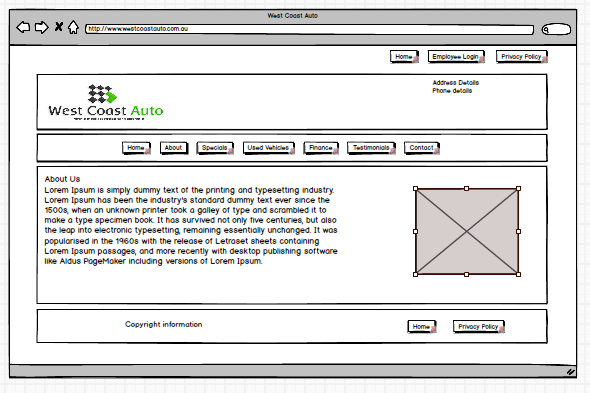 West Coast Auto
http://www.westcoastauto.com.au
Home Employee Login Privacy Policy
Address Details
Phone details
West Coast Auto
Home About Specials Used Vehicles Finance Testimonials Contact
About Us
Lorem Ipsum is simply dummy text of the printing and typesetting industry.
Lorem Ipsum has been the industry's standard dummy text ever since the
1500s, when an unknown printer took a galley of type and scrambled it to
make a type specimen book. It has survived not only five centuries, but also
the leap into electronic typesetting, remaining essentially unchanged. It was
popularised in the 1960s with the release of Letraset sheets containing
Lorem Ipsum passages, and more recently with desktop publishing software
like Aldus PageMaker including versions of Lorem Ipsum.
Copyright information
Home Privacy Policy